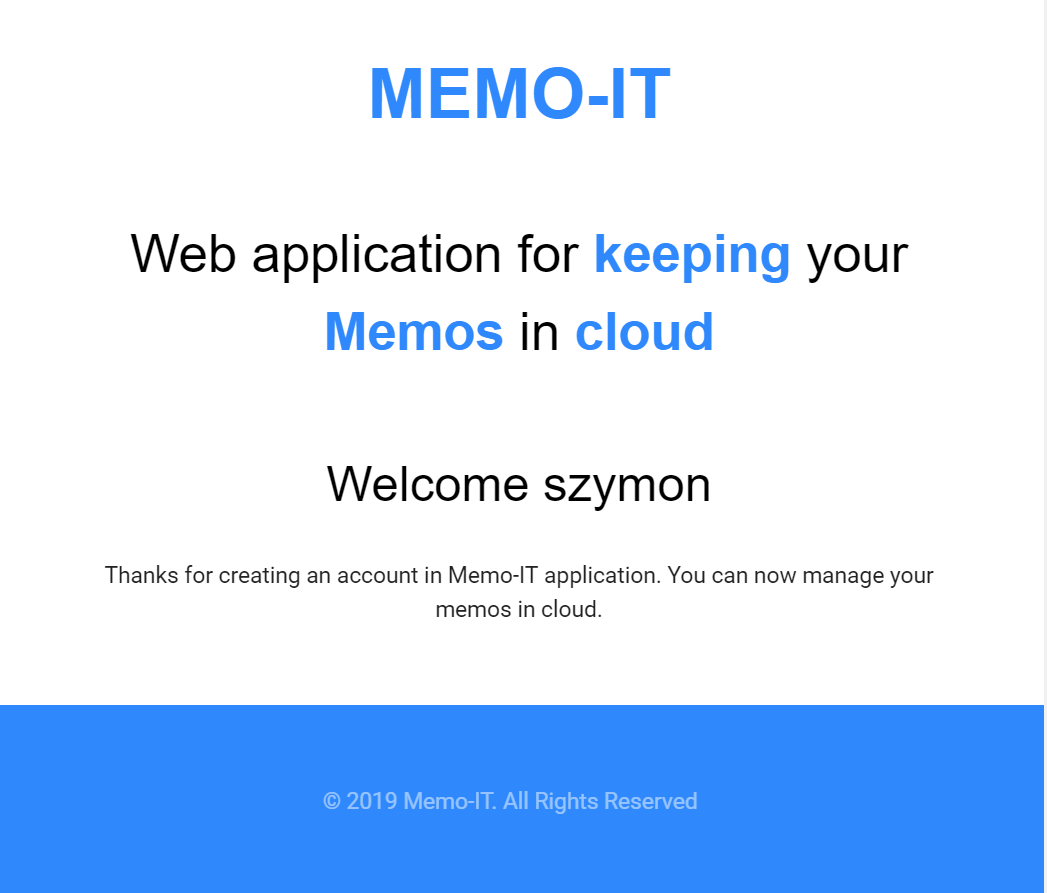 MEMO-IT
Web application for keeping your
Memos in cloud
Welcome szymon
Thanks for creating an account in Memo-IT application. You can now manage your
memos in cloud.
© 2019 Memo-IT. All Rights Reserved